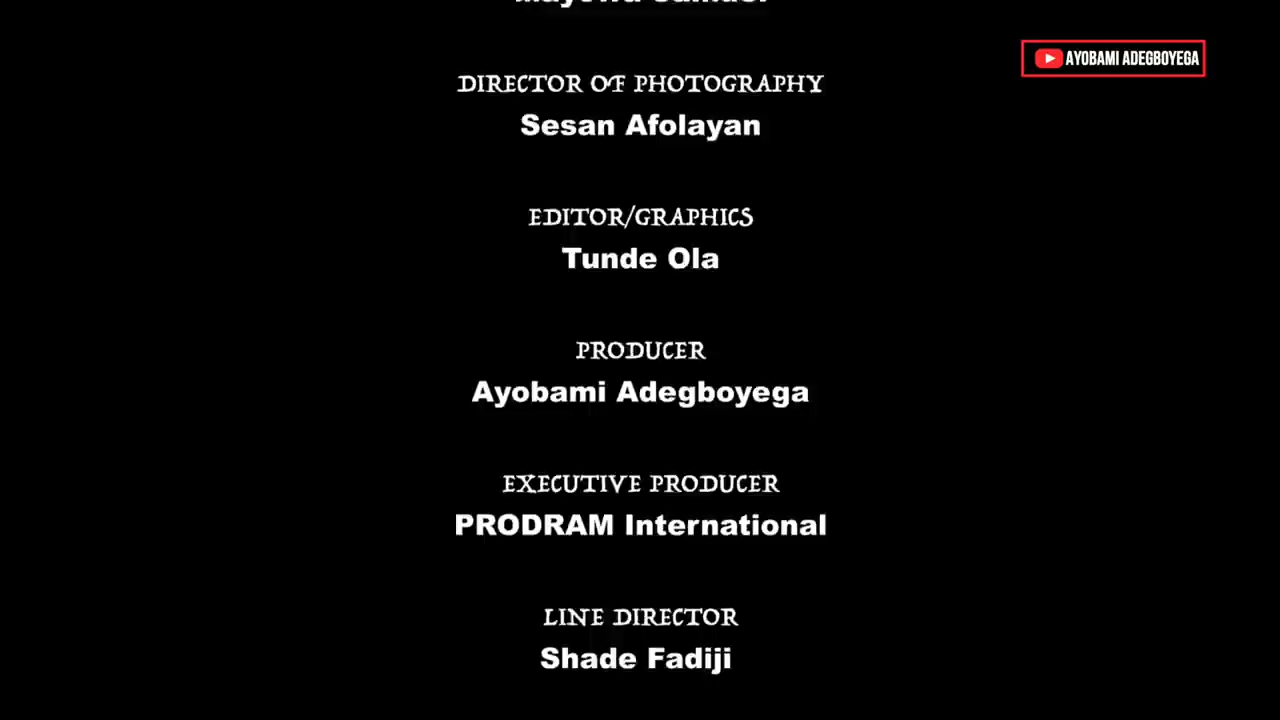 AYOBAMI ADEGBOYEGA
DIRECTOR OF PHOTOGRAPHY
Sesan Afolayan
EDITOR/GRAPHICS
Tunde Ola
PRODUCER
Ayobami Adegboyega
EXECUTIVE PRODUCER
PRODRAM International
LINE DIRECTOR
Shade Fadiji